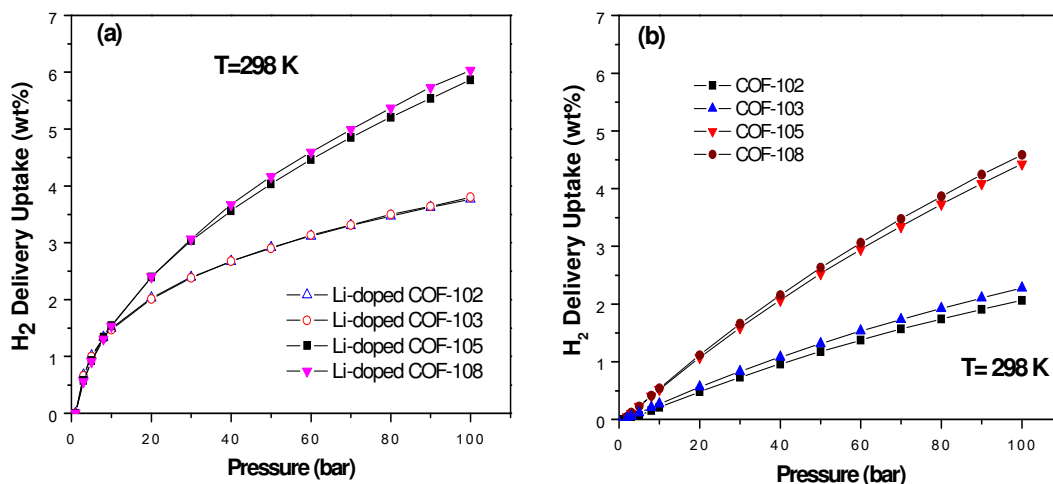 (a)
T=298 K
H2 Delivery Uptake (wt%)
7
6
5
4
3
2
1
0
Li-doped COF-102
Li-doped COF-103
Li-doped COF-105
Li-doped COF-108
0 20 40 60 80 100
Pressure (bar)
(b)
H2 Delivery Uptake (wt%)
7
6
5
4
3
2
1
0
COF-102
COF-103
COF-105
COF-108
T= 298 K
0 20 40 60 80 100
Pressure (bar)